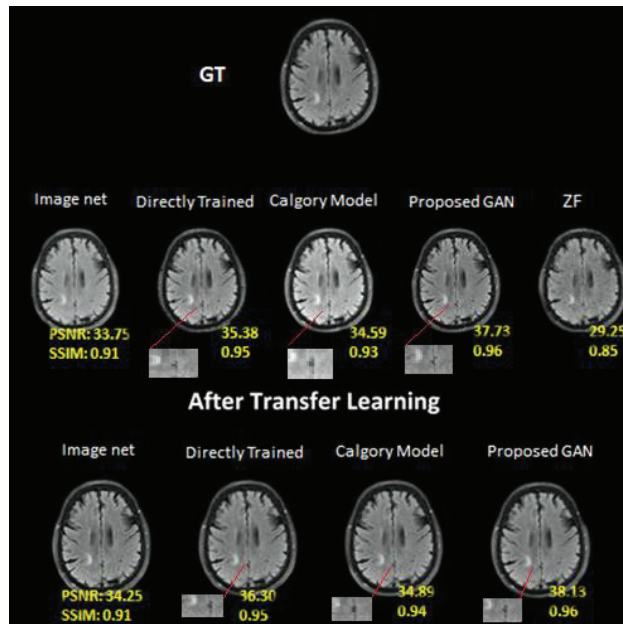 GT
Image net Directly Trained Calgory Model Proposed GAN ZF
PSNR: 33.75 35.38 34.59 37.73 29.25
SSIM: 0.91 0.95 0.93 0.96 0.85
After Transfer Learning
Image net Directly Trained Calgory Model Proposed GAN
PSNR: 34.25 36.30 34.89 38.13
SSIM: 0.91 0.95 0.94 0.96